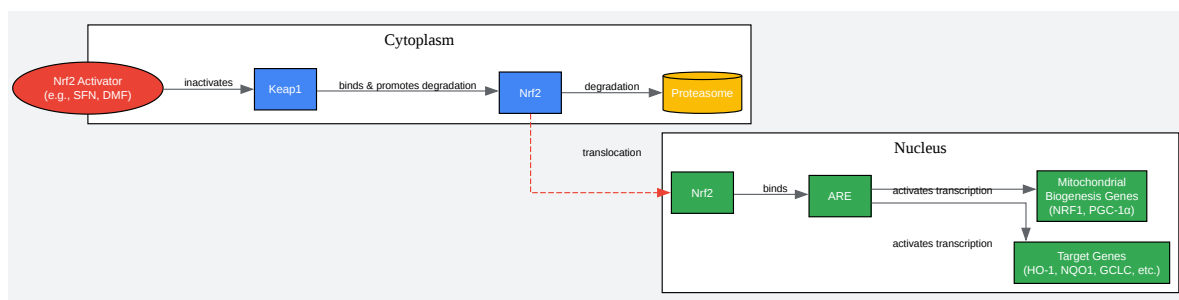 Cytoplasm
Nrf2 Activator
(e.g., SFN, DMF)
inactivates
Keap1
binds & promotes degradation
Nrf2
degradation
Proteasome
translocation
Nucleus
Nrf2
binds
ARE
activates transcription
Mitochondrial
Biogenesis Genes
(NRF1, PGC-1α)
activates transcription
Target Genes
(HO-1, NQO1, GCLC, etc.)